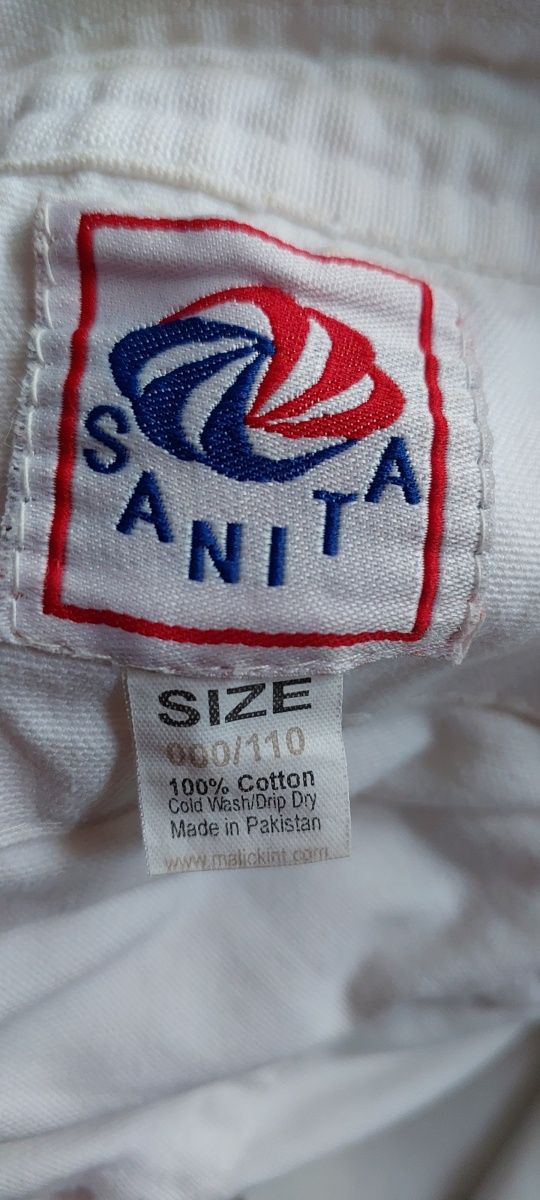 SANITA
SIZE
000/110
100% Cotton
Cold Wash/Drip Dry
Made in Pakistan
www.malickint.com